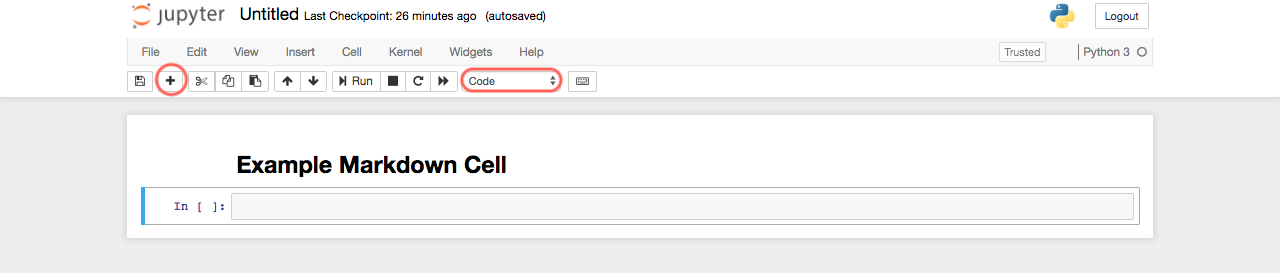 jupyter Untitled Last Checkpoint: 26 minutes ago (autosaved) Logout
File Edit View Insert Cell Kernel Widgets Help Trusted Python 3
Run Code
Example Markdown Cell
In [ ]: